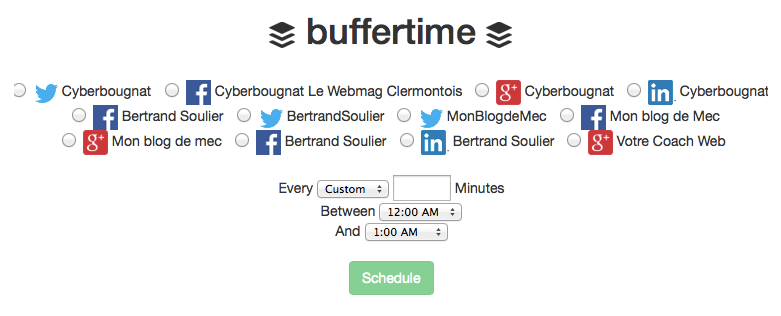 buffertime
Cyberbougnat Cyberbougnat Le Webmag Clermontois g+ Cyberbougnat in Cyberbougnat
Bertrand Soulier BertrandSoulier MonBlogdeMec Mon blog de Mec
g+ Mon blog de mec Bertrand Soulier in Bertrand Soulier g+ Votre Coach Web
Every Custom Minutes
Between 12:00 AM
And 1:00 AM
Schedule